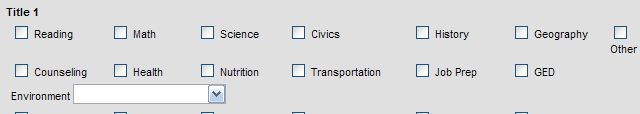 Title 1
Reading Math Science Civics History Geography
Other
Counseling Health Nutrition Transportation Job Prep GED
Environment